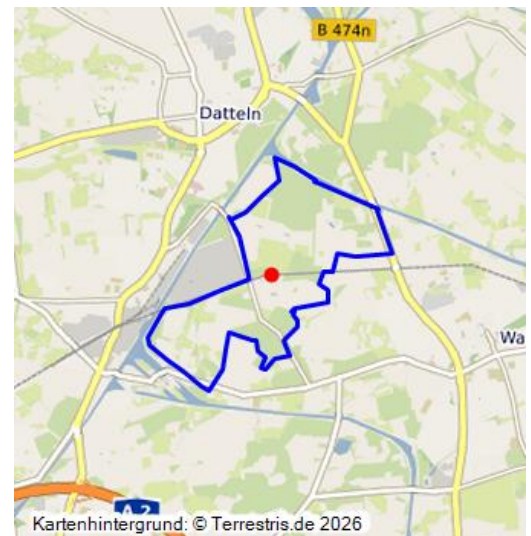 B 474n
Datteln
Wa
A 2
Kartenhintergrund: © Terrestris.de 2026